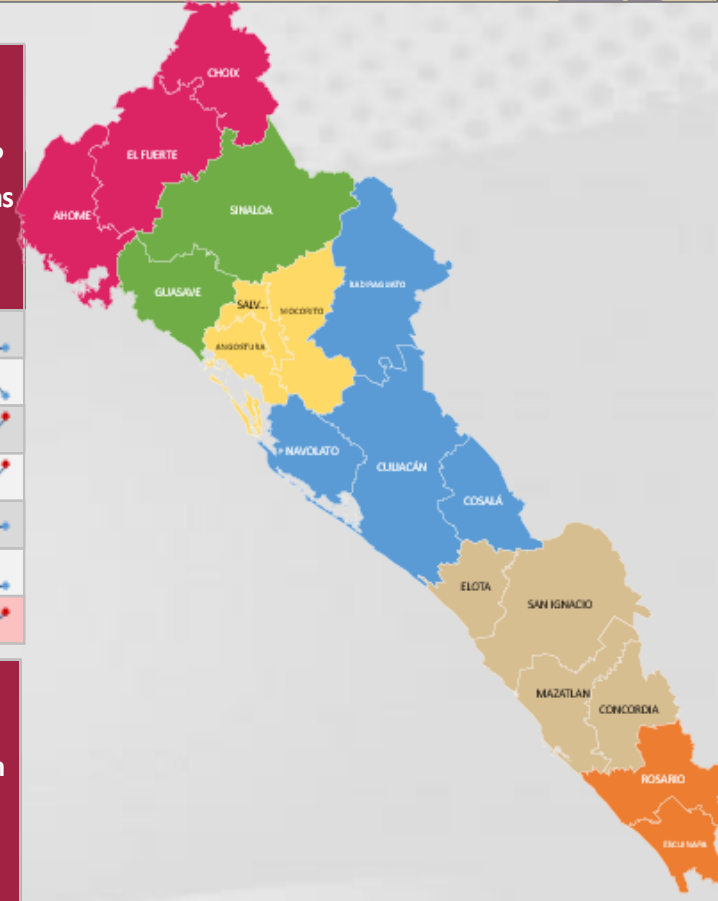 CHOIX
EL FUERTE
AHOME
SINALOA
GUASAVE
BADIRAGUATO
SALV...
MOCORITO
ANGOSTURA
NAVOLATO
CULIACÁN
COSALÁ
ELOTA
SAN IGNACIO
MAZATLAN
CONCORDIA
ROSARIO
ESCUINAPA